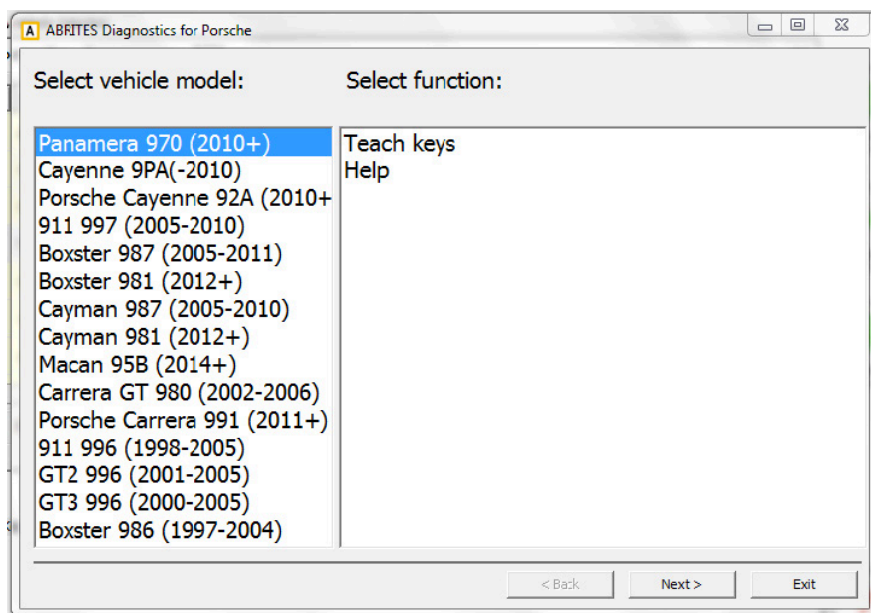 A ABRITES Diagnostics for Porsche
Select vehicle model:
Select function:
Panamera 970 (2010+)
Cayenne 9PA(-2010)
Porsche Cayenne 92A (2010+
911 997 (2005-2010)
Boxster 987 (2005-2011)
Boxster 981 (2012+)
Cayman 987 (2005-2010)
Cayman 981 (2012+)
Macan 95B (2014+)
Carrera GT 980 (2002-2006)
Porsche Carrera 991 (2011+)
911 996 (1998-2005)
GT2 996 (2001-2005)
GT3 996 (2000-2005)
Boxster 986 (1997-2004)
Teach keys
Help
< Back
Next >
Exit